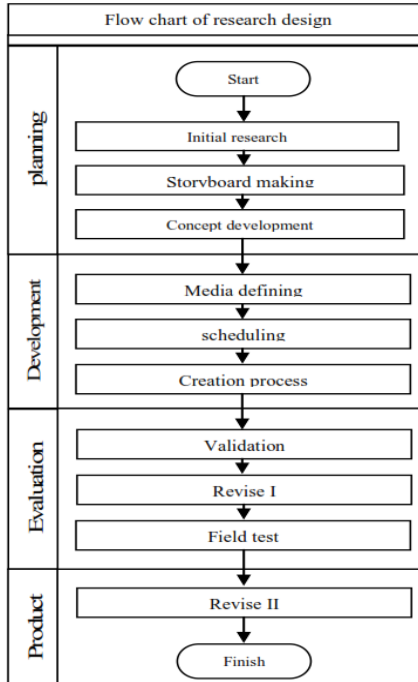 Flow chart of research design
planning
Start
Initial research
Storyboard making
Concept development
Development
Media defining
scheduling
Creation process
Evaluation
Validation
Revise I
Field test
Product
Revise II
Finish